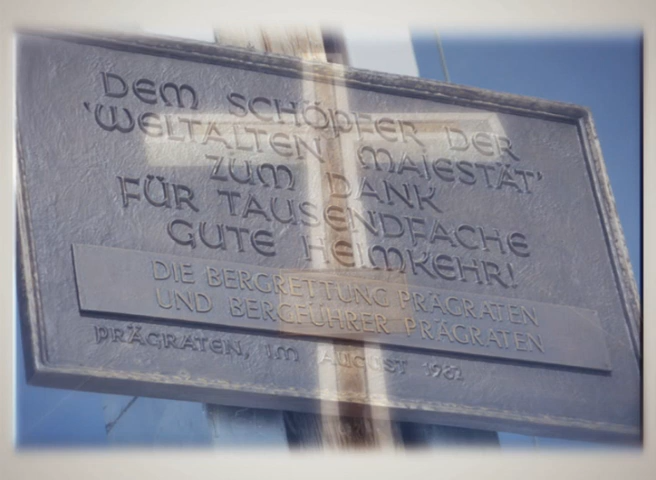 DEM SCHÖPFER DER
'WELTALTEN MAJESTÄT'
ZUM DANK
FÜR TAUSENDFACHE
GUTE HEIMKEHR!
DIE BERGRETTUNG PRÄGRATEN
UND BERGFÜHRER PRÄGRATEN
PRÄGRATEN, IM AUGUST 1982